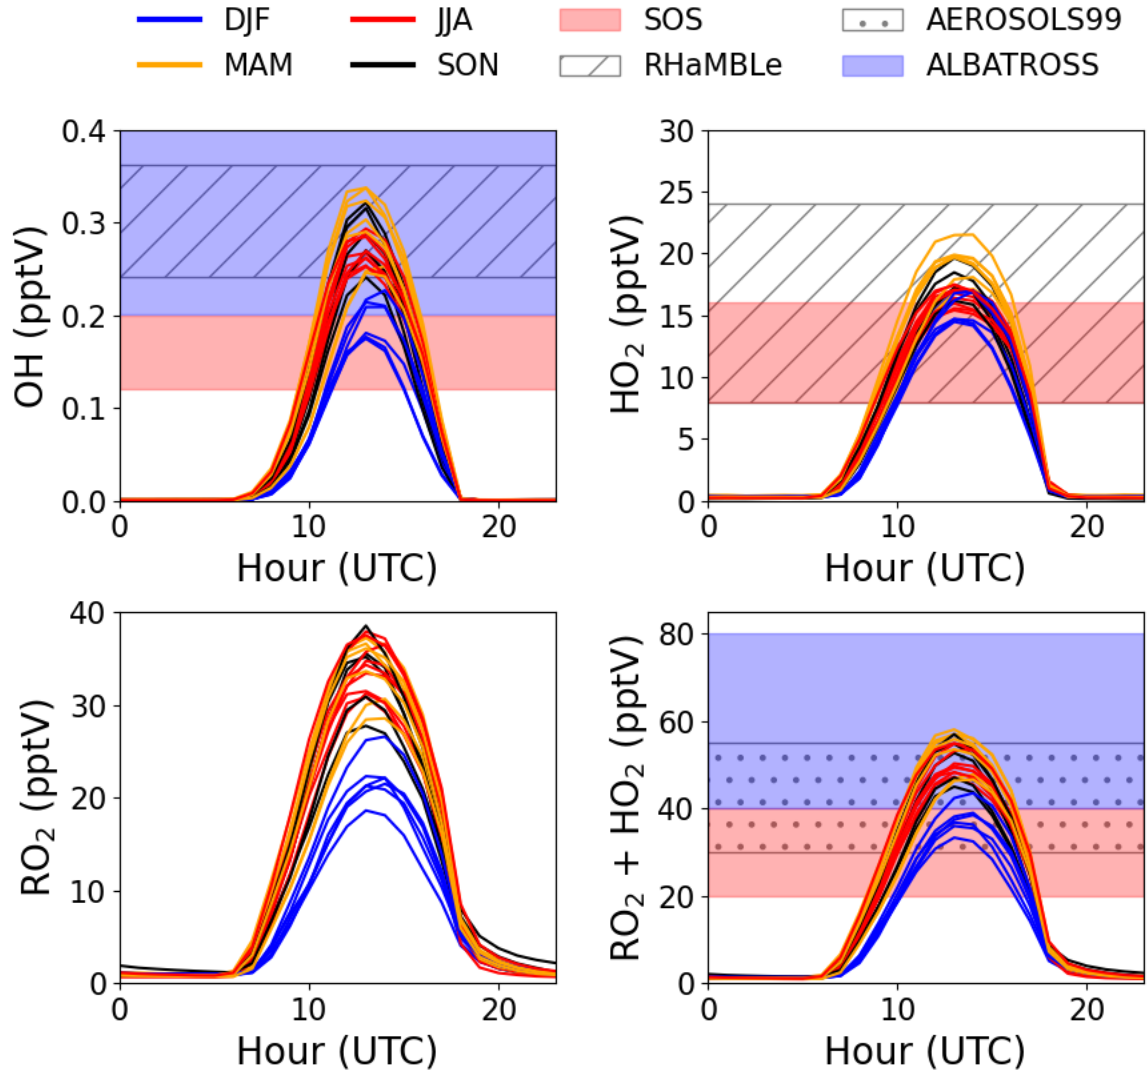 DJF JJA SOS AEROSOLS99
MAM SON RHaMBLe ALBATROSS
OH (pptV)
0.4
0.3
0.2
0.1
0.0
0 10 20
Hour (UTC)
HO₂ (pptV)
30
25
20
15
10
5
0
0 10 20
Hour (UTC)
RO₂ (pptV)
40
30
20
10
0
0 10 20
Hour (UTC)
RO₂ + HO₂ (pptV)
80
60
40
20
0
0 10 20
Hour (UTC)